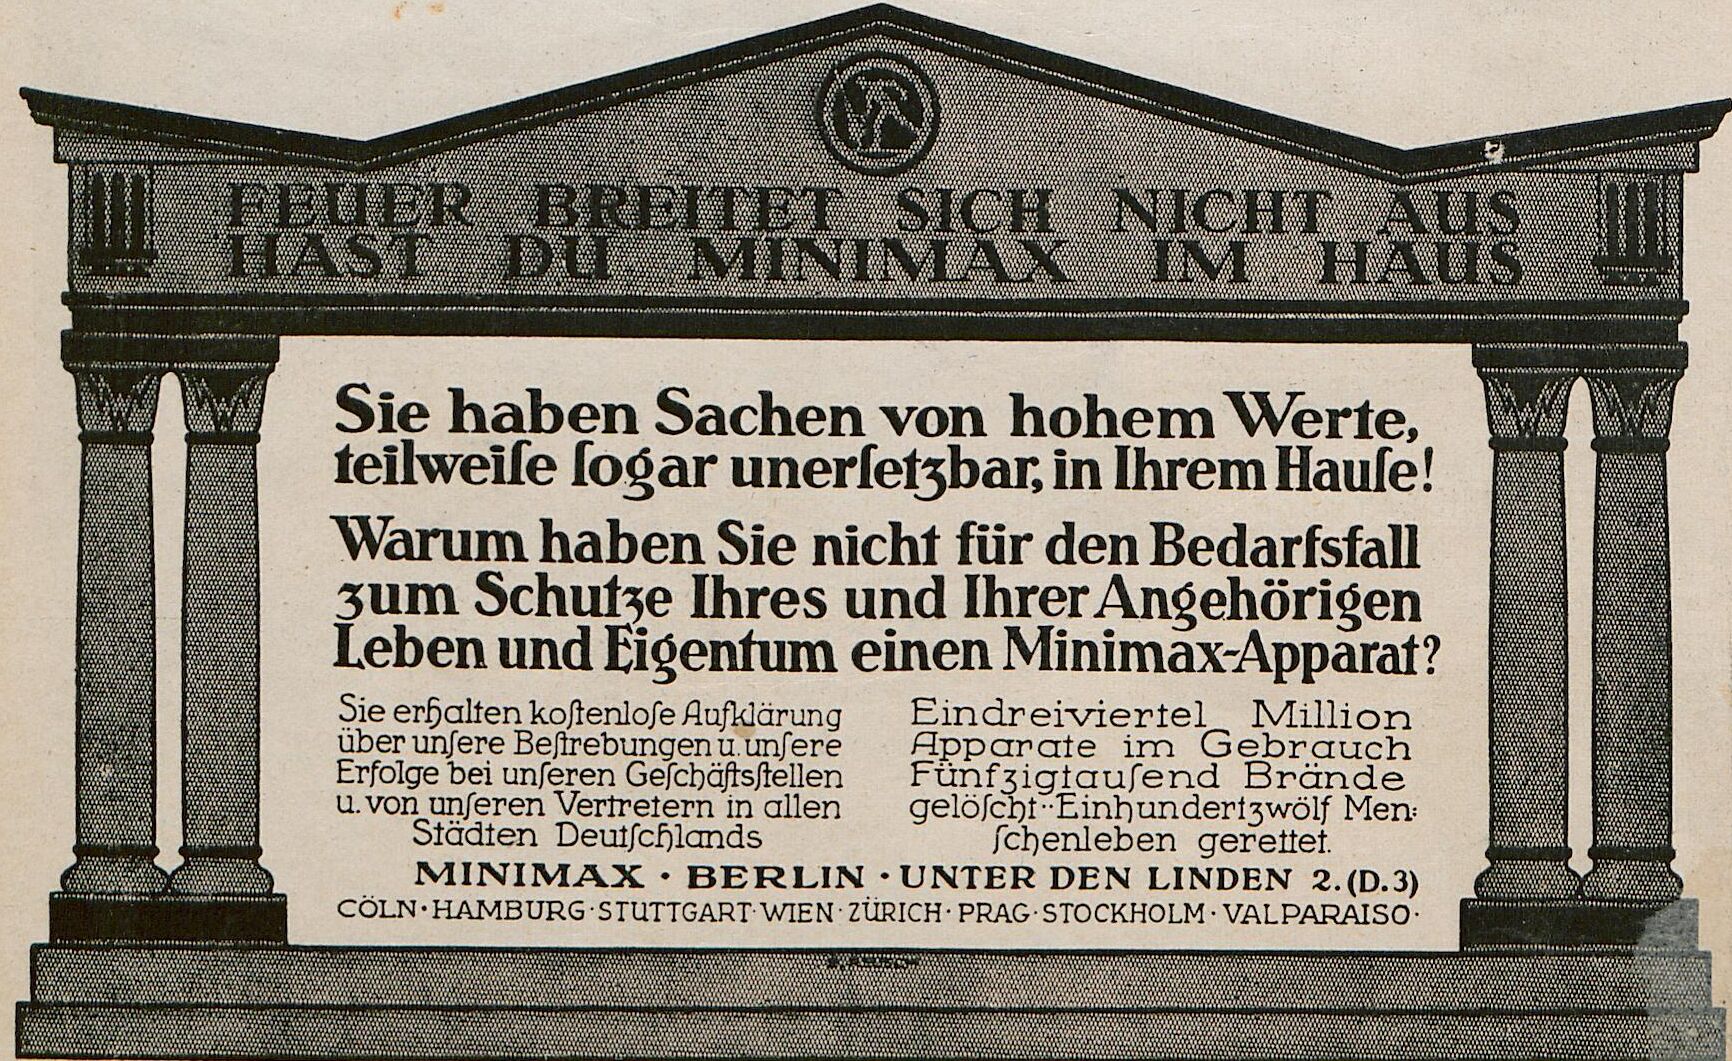 FEUER BREITET SICH NICHT AUS
HAST DU MINIMAX IM HAUS
Sie haben Sachen von hohem Werte,
teilweiſe ſogar unerſetzbar, in Ihrem Hauſe!
Warum haben Sie nicht für den Bedarfsfall
zum Schutze Ihres und Ihrer Angehörigen
Leben und Eigentum einen Minimax-Apparat?
Sie erhalten koſtenloſe Aufklärung
über unſere Beſtrebungen u. unſere
Erfolge bei unſeren Geſchäftsſtellen
u. von unſeren Vertretern in allen
Städten Deutſchlands
Eindreiviertel Million
Apparate im Gebrauch
Fünfzigtauſend Brände
gelöſcht·· Einhundertzwölf Men⸗
ſchenleben gerettet.
MINIMAX · BERLIN · UNTER DEN LINDEN 2. (D. 3)
CÖLN · HAMBURG · STUTTGART · WIEN · ZÜRICH · PRAG · STOCKHOLM · VALPARAISO ·